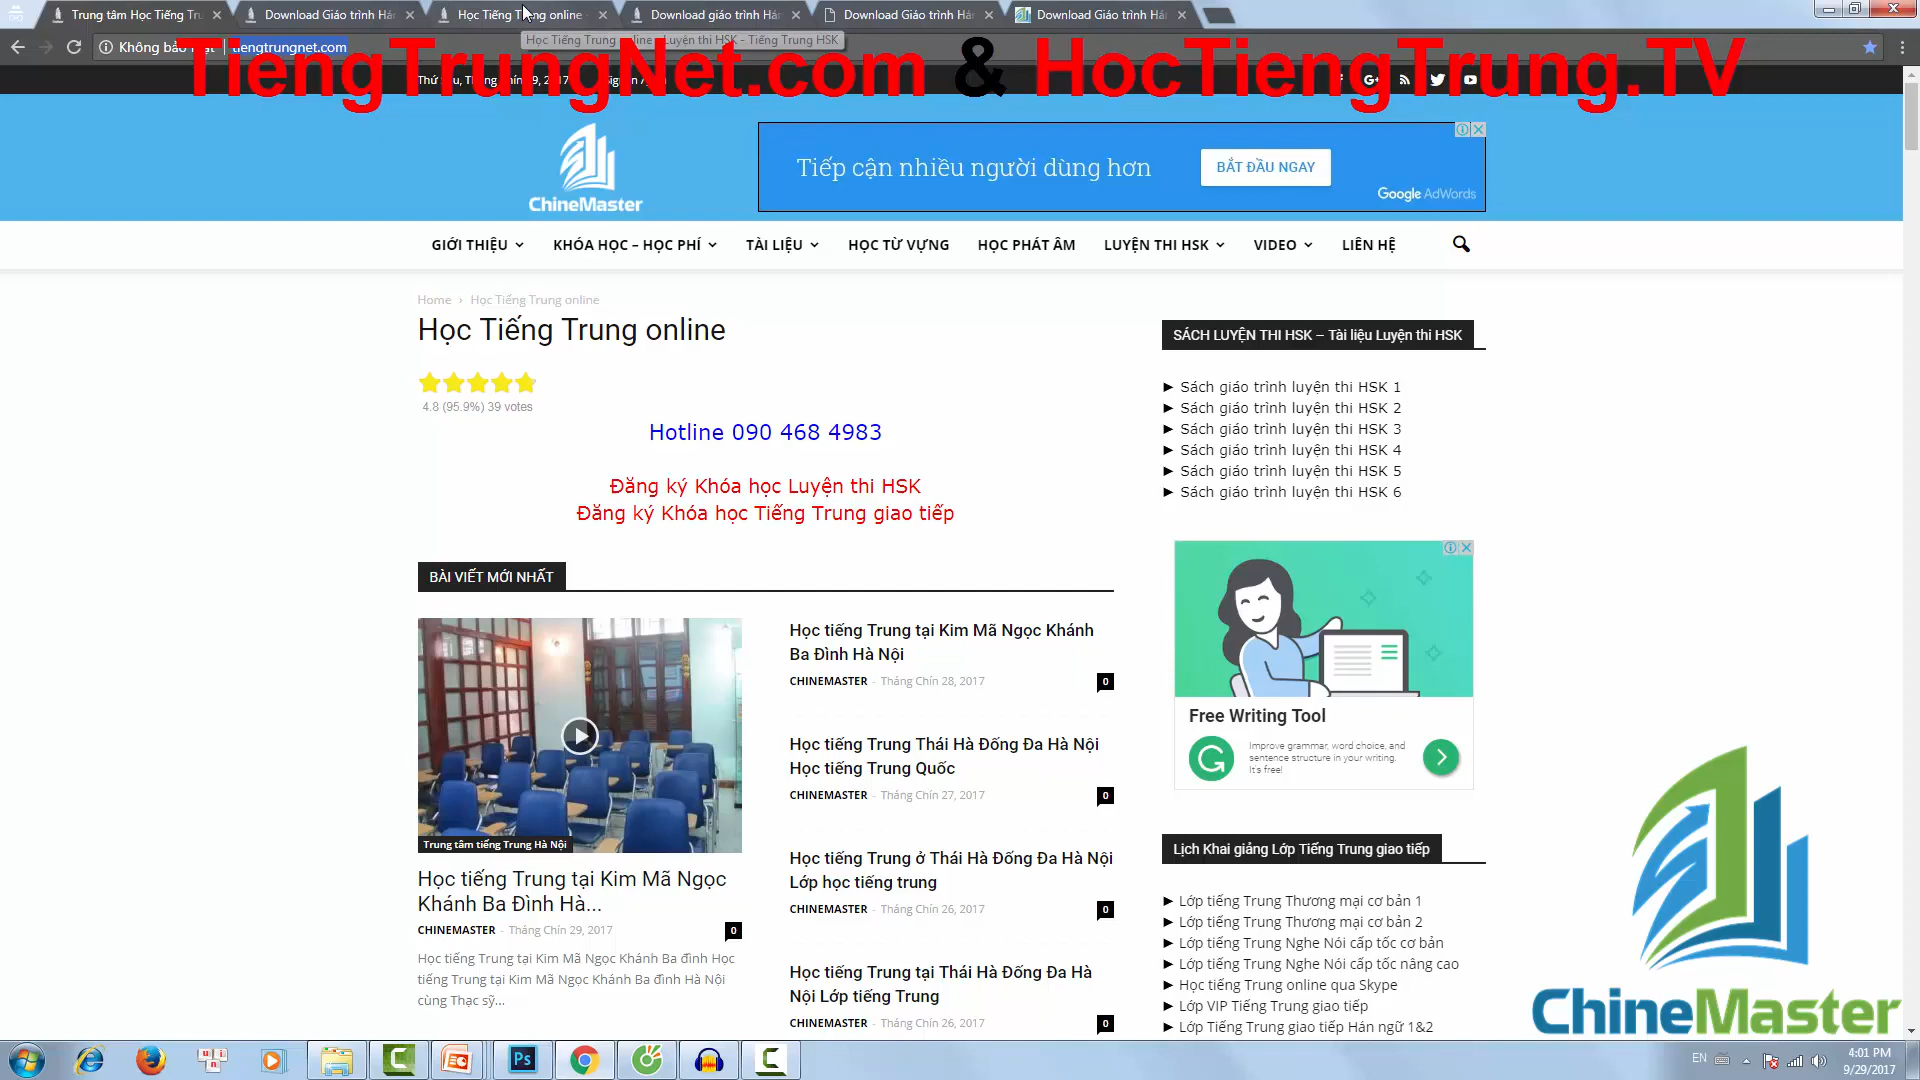 Trung tâm Học Tiếng Tru
Download Giáo trình Hán
Học Tiếng Trung online
Download giáo trình Hán
Download Giáo trình Hán
Download Giáo trình Hán
Không bảo mật | tiengtrungnet.com
Học Tiếng Trung online - Luyện thi HSK - Tiếng Trung HSK
TiengTrungNet.com & HocTiengTrung.TV
ChineMaster
Tiếp cận nhiều người dùng hơn
BẮT ĐẦU NGAY
Google AdWords
GIỚI THIỆU
KHÓA HỌC – HỌC PHÍ
TÀI LIỆU
HỌC TỪ VỰNG
HỌC PHÁT ÂM
LUYỆN THI HSK
VIDEO
LIÊN HỆ
Home › Học Tiếng Trung online
Học Tiếng Trung online
4.8 (95.9%) 39 votes
Hotline 090 468 4983
Đăng ký Khóa học Luyện thi HSK
Đăng ký Khóa học Tiếng Trung giao tiếp
BÀI VIẾT MỚI NHẤT
Trung tâm tiếng Trung Hà Nội
Học tiếng Trung tại Kim Mã Ngọc
Khánh Ba Đình Hà...
CHINEMASTER - Tháng Chín 29, 2017
0
Học tiếng Trung tại Kim Mã Ngọc Khánh Ba đình Học
tiếng Trung tại Kim Mã Ngọc Khánh Ba đình Hà Nội
cùng Thạc sỹ...
Học tiếng Trung tại Kim Mã Ngọc Khánh
Ba Đình Hà Nội
CHINEMASTER - Tháng Chín 28, 2017
0
Học tiếng Trung Thái Hà Đống Đa Hà Nội
Học tiếng Trung Quốc
CHINEMASTER - Tháng Chín 27, 2017
0
Học tiếng Trung ở Thái Hà Đống Đa Hà Nội
Lớp học tiếng trung
CHINEMASTER - Tháng Chín 26, 2017
0
Học tiếng Trung tại Thái Hà Đống Đa Hà
Nội Lớp tiếng Trung
CHINEMASTER - Tháng Chín 26, 2017
0
SÁCH LUYỆN THI HSK – Tài liệu Luyện thi HSK
► Sách giáo trình luyện thi HSK 1
► Sách giáo trình luyện thi HSK 2
► Sách giáo trình luyện thi HSK 3
► Sách giáo trình luyện thi HSK 4
► Sách giáo trình luyện thi HSK 5
► Sách giáo trình luyện thi HSK 6
Free Writing Tool
Improve grammar, word choice, and
sentence structure in your writing.
It's free!
Lịch Khai giảng Lớp Tiếng Trung giao tiếp
► Lớp tiếng Trung Thương mại cơ bản 1
► Lớp tiếng Trung Thương mại cơ bản 2
► Lớp tiếng Trung Nghe Nói cấp tốc cơ bản
► Lớp tiếng Trung Nghe Nói cấp tốc nâng cao
► Học tiếng Trung online qua Skype
► Lớp VIP Tiếng Trung giao tiếp
► Lớp Tiếng Trung giao tiếp Hán ngữ 1&2
ChineMaster
EN
4:01 PM
9/29/2017